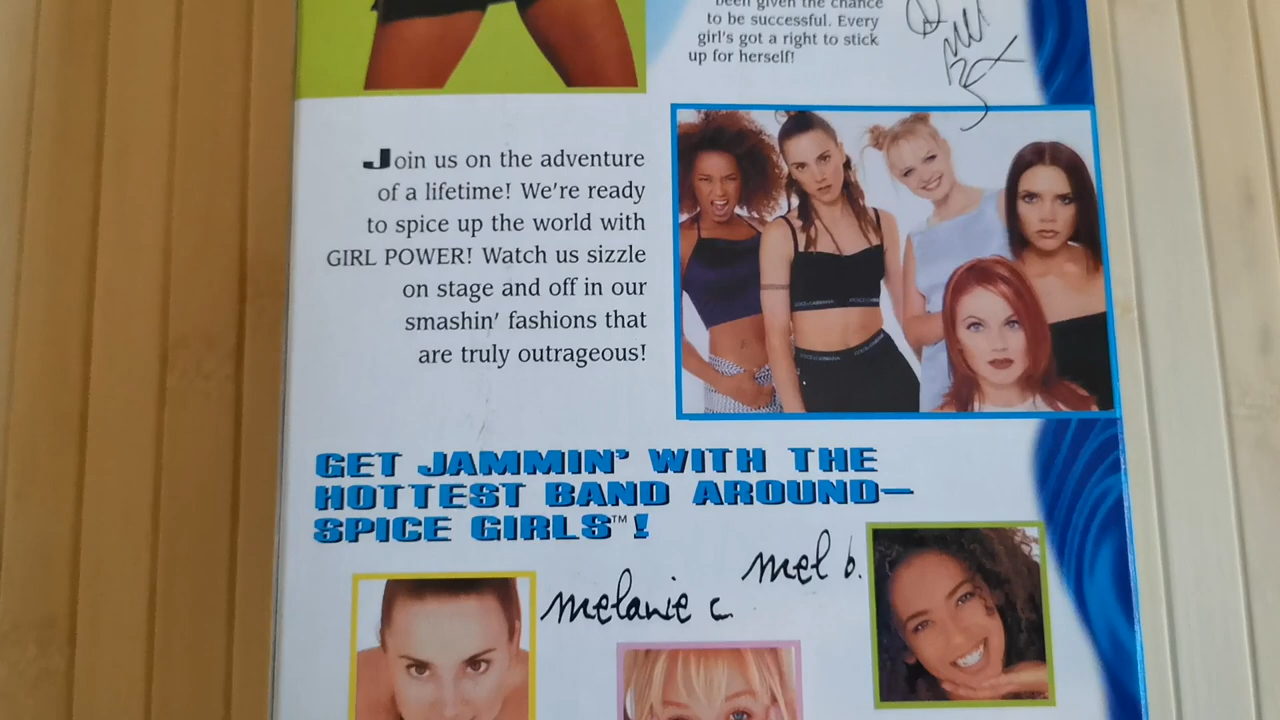 been given the chance
to be successful. Every
girl's got a right to stick
up for herself!
mel
Join us on the adventure
of a lifetime! We're ready
to spice up the world with
GIRL POWER! Watch us sizzle
on stage and off in our
smashin' fashions that
are truly outrageous!
GET JAMMIN' WITH THE
HOTTEST BAND AROUND—
SPICE GIRLS™!
mel b.
melanie c